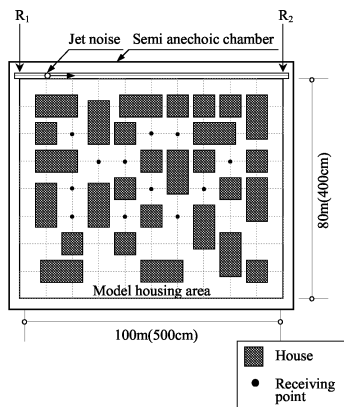 R1 R2
Jet noise Semi anechoic chamber
80m(400cm)
Model housing area
100m(500cm)
House
Receiving
point